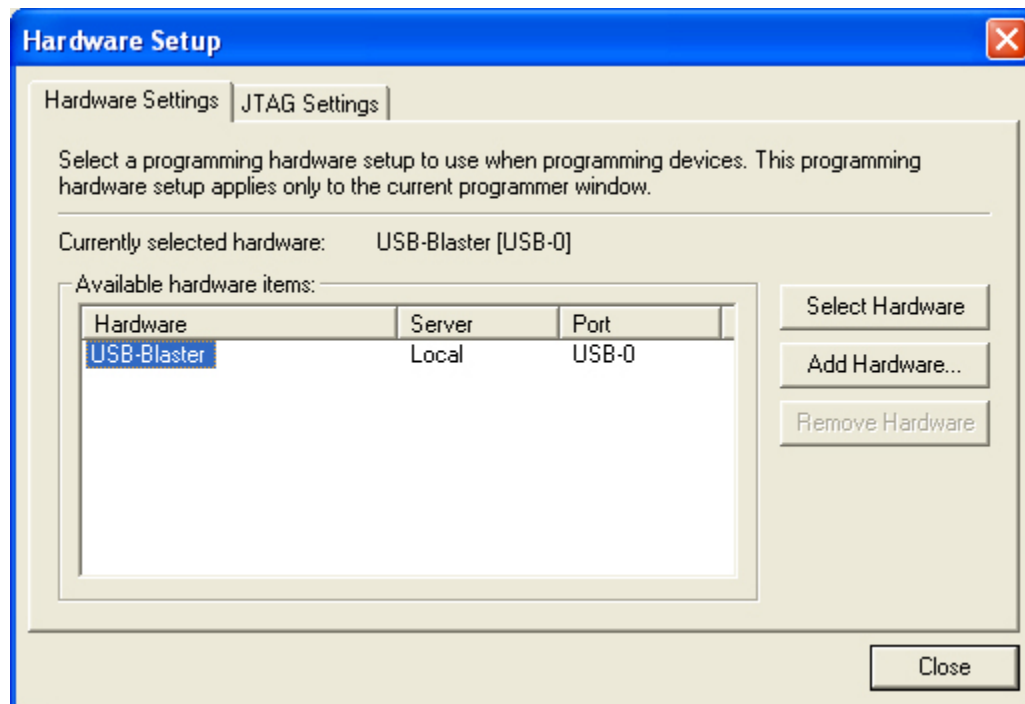 Hardware Setup
Hardware Settings
JTAG Settings
Select a programming hardware setup to use when programming devices. This programming
hardware setup applies only to the current programmer window.
Currently selected hardware: USB-Blaster [USB-0]
Available hardware items:
Hardware Server Port
USB-Blaster Local USB-0
Select Hardware
Add Hardware...
Remove Hardware
Close